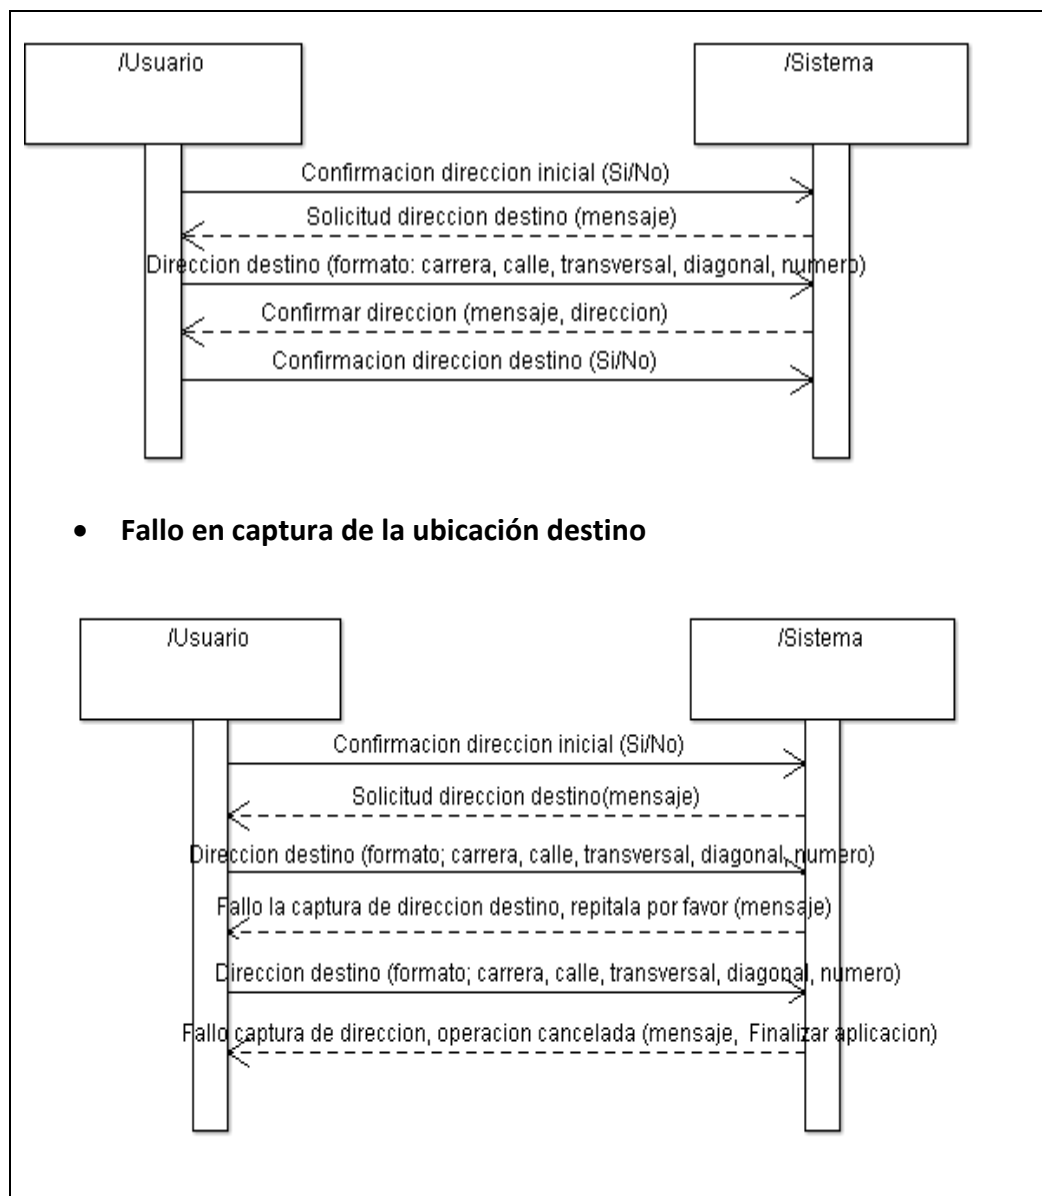 /Usuario
/Sistema
Confirmacion direccion inicial (Si/No)
Solicitud direccion destino (mensaje)
Direccion destino (formato: carrera, calle, transversal, diagonal, numero)
Confirmar direccion (mensaje, direccion)
Confirmacion direccion destino (Si/No)
• Fallo en captura de la ubicación destino
/Usuario
/Sistema
Confirmacion direccion inicial (Si/No)
Solicitud direccion destino(mensaje)
Direccion destino (formato; carrera, calle, transversal, diagonal, numero)
Fallo la captura de direccion destino, repitala por favor (mensaje)
Direccion destino (formato; carrera, calle, transversal, diagonal, numero)
Fallo captura de direccion, operacion cancelada (mensaje, Finalizar aplicacion)